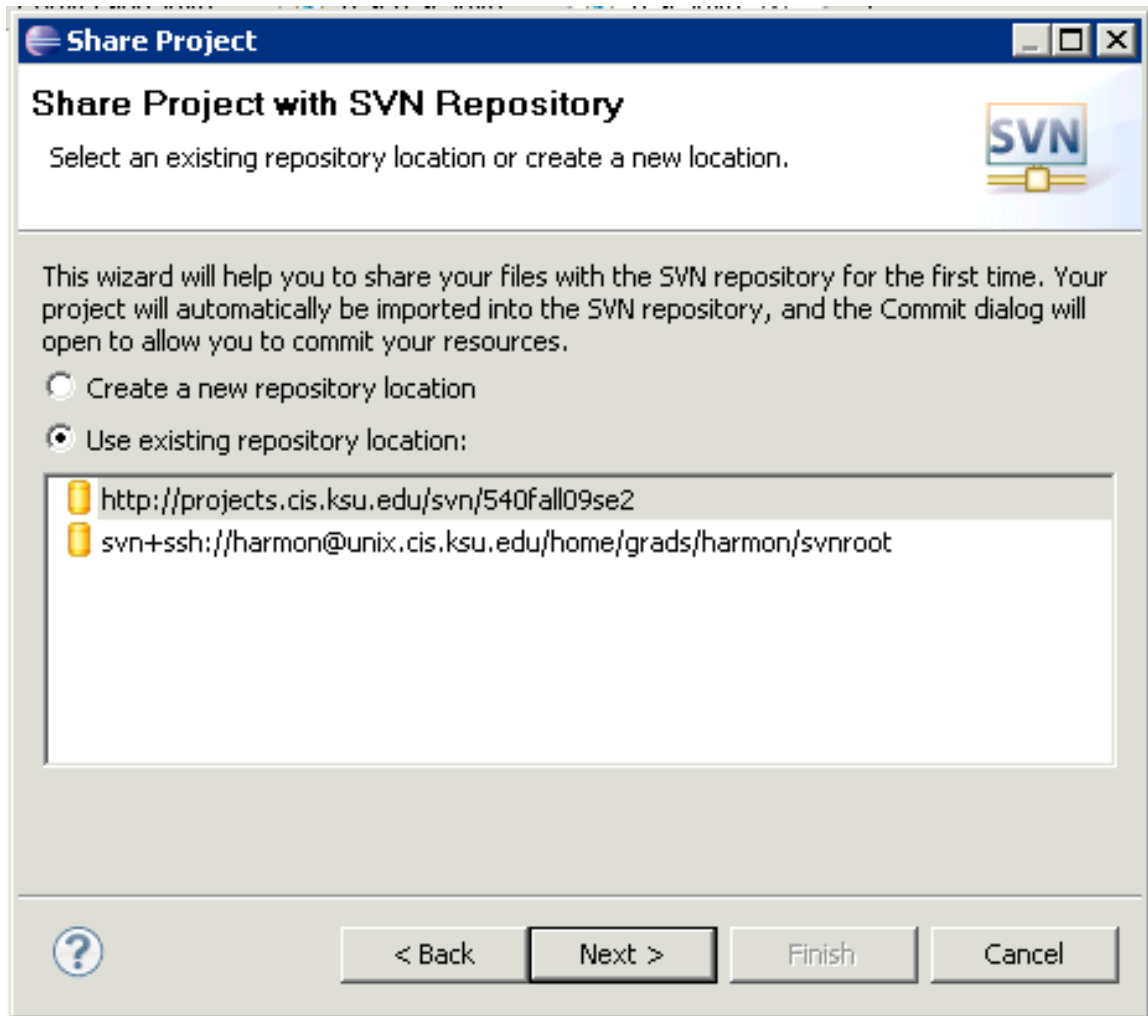 Share Project
Share Project with SVN Repository
Select an existing repository location or create a new location.
SVN
This wizard will help you to share your files with the SVN repository for the first time. Your
project will automatically be imported into the SVN repository, and the Commit dialog will
open to allow you to commit your resources.
Create a new repository location
Use existing repository location:
http://projects.cis.ksu.edu/svn/540fall09se2
svn+ssh://harmon@unix.cis.ksu.edu/home/grads/harmon/svnroot
?
< Back
Next >
Finish
Cancel